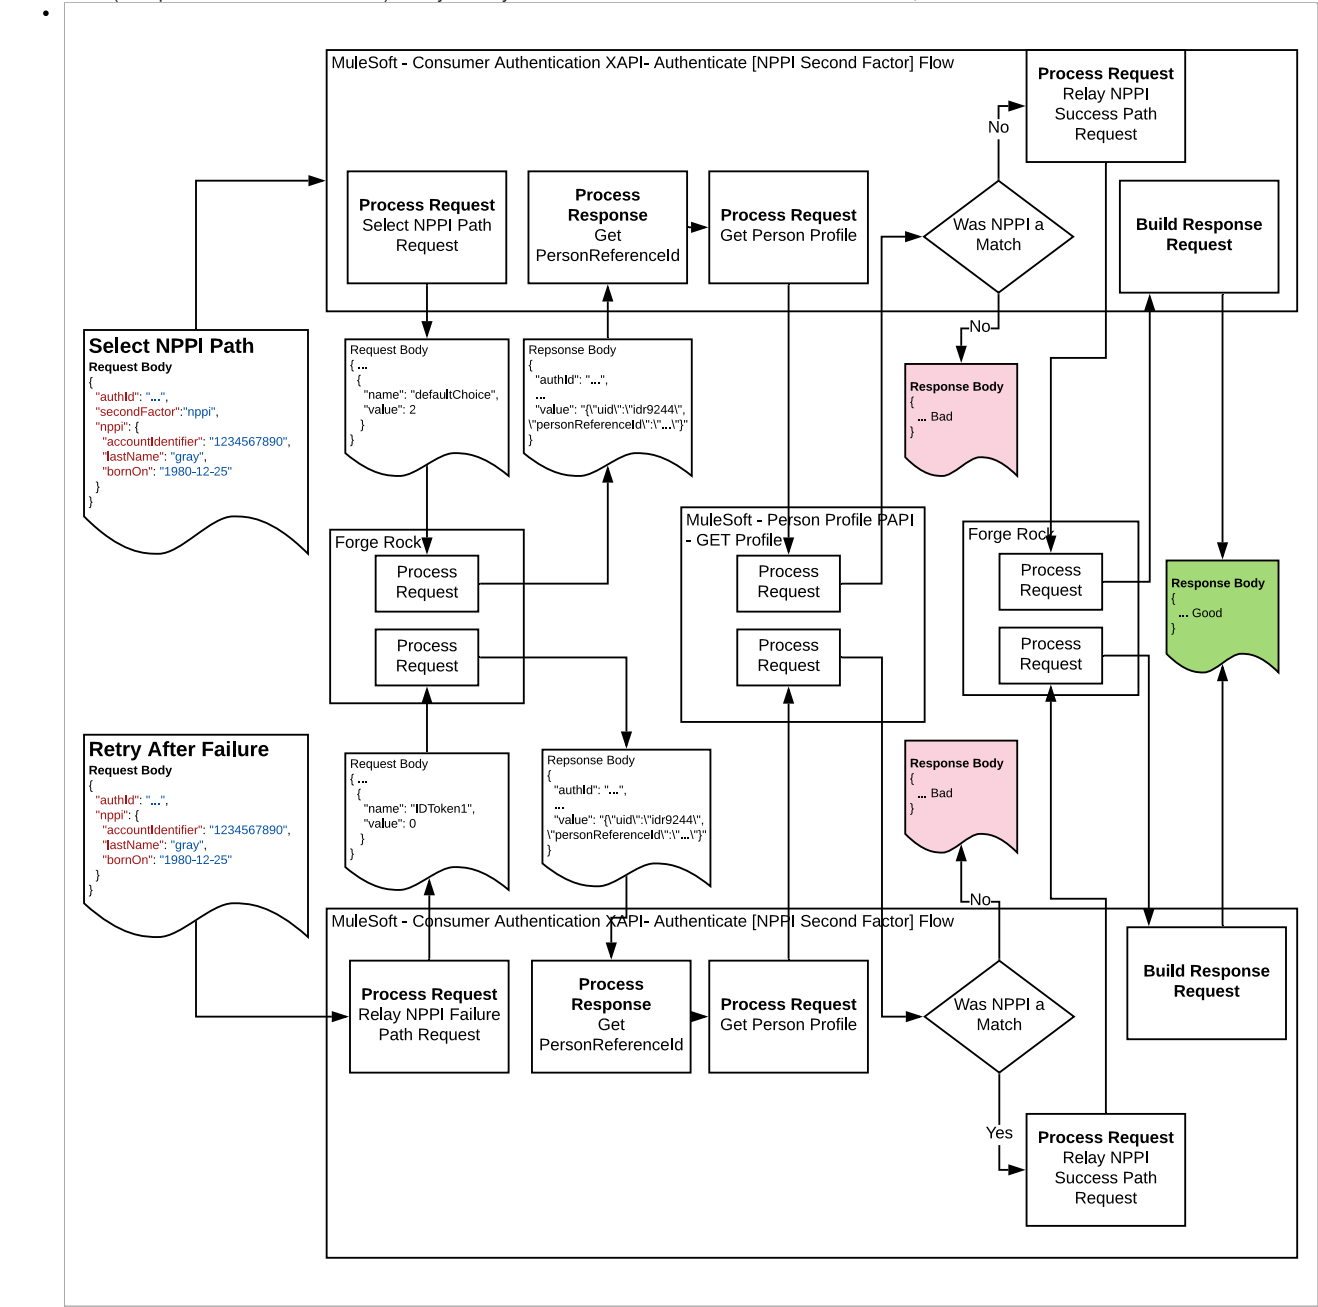 MuleSoft - Consumer Authentication XAPI- Authenticate [NPPI Second Factor] Flow
Process Request
Relay NPPI
Success Path
Request
No
Process Request
Select NPPI Path
Request
Process
Response
Get
PersonReferenceId
Process Request
Get Person Profile
Was NPPI a
Match
Build Response
Request
No
Select NPPI Path
Request Body
{
"authId": "...",
"secondFactor":"nppi",
"nppi": {
"accountIdentifier": "1234567890",
"lastName": "gray",
"bornOn": "1980-12-25"
}
}
Request Body
{ ...
{
"name": "defaultChoice",
"value": 2
}
}
Repsonse Body
{
"authId": "...",
...
"value": "{\"uid\":\"idr9244\",
\"personReferenceId\":\"...\"}"
}
Response Body
{
... Bad
}
Forge Rock
Process
Request
Process
Request
MuleSoft - Person Profile PAPI
- GET Profile
Process
Request
Process
Request
Forge Rock
Process
Request
Process
Request
Response Body
{
... Good
}
Retry After Failure
Request Body
{
"authId": "...",
"nppi": {
"accountIdentifier": "1234567890",
"lastName": "gray",
"bornOn": "1980-12-25"
}
}
Request Body
{ ...
{
"name": "IDToken1",
"value": 0
}
}
Repsonse Body
{
"authId": "...",
...
"value": "{\"uid\":\"idr9244\",
\"personReferenceId\":\"...\"}"
}
Response Body
{
... Bad
}
No
MuleSoft - Consumer Authentication XAPI- Authenticate [NPPI Second Factor] Flow
Process Request
Relay NPPI Failure
Path Request
Process
Response
Get
PersonReferenceId
Process Request
Get Person Profile
Was NPPI a
Match
Build Response
Request
Yes
Process Request
Relay NPPI
Success Path
Request